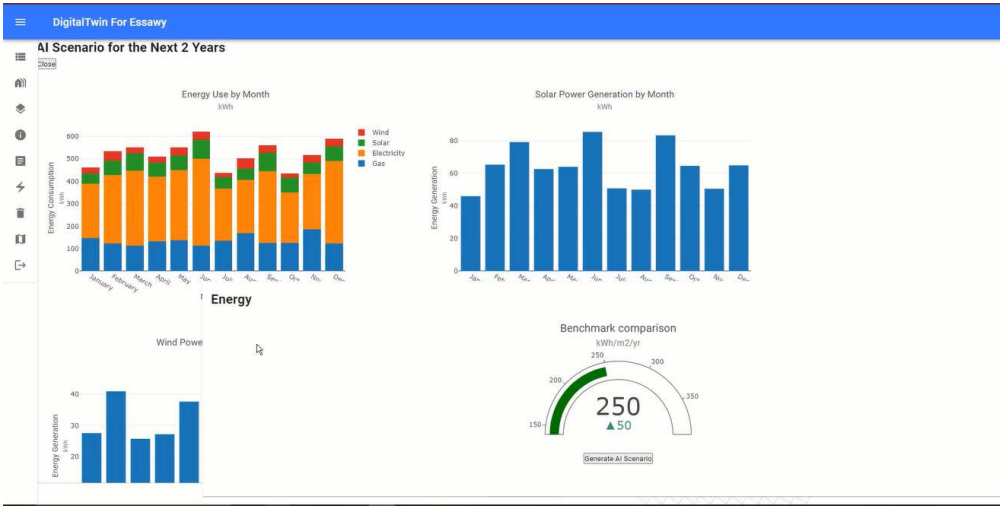 DigitalTwin For Essawy
AI Scenario for the Next 2 Years
Close
Energy Use by Month
kWh
600
500
400
300
200
100
0
Energy Consumption
kWh
January
February
March
April
May
Wind
Solar
Electricity
Gas
Solar Power Generation by Month
kWh
80
60
40
20
0
Energy Generation
kWh
Wind Powe
40
30
20
Energy Generation
kWh
Energy
Benchmark comparison
kWh/m2/yr
150
200
250
300
350
250
▲50
Generate AI Scenario